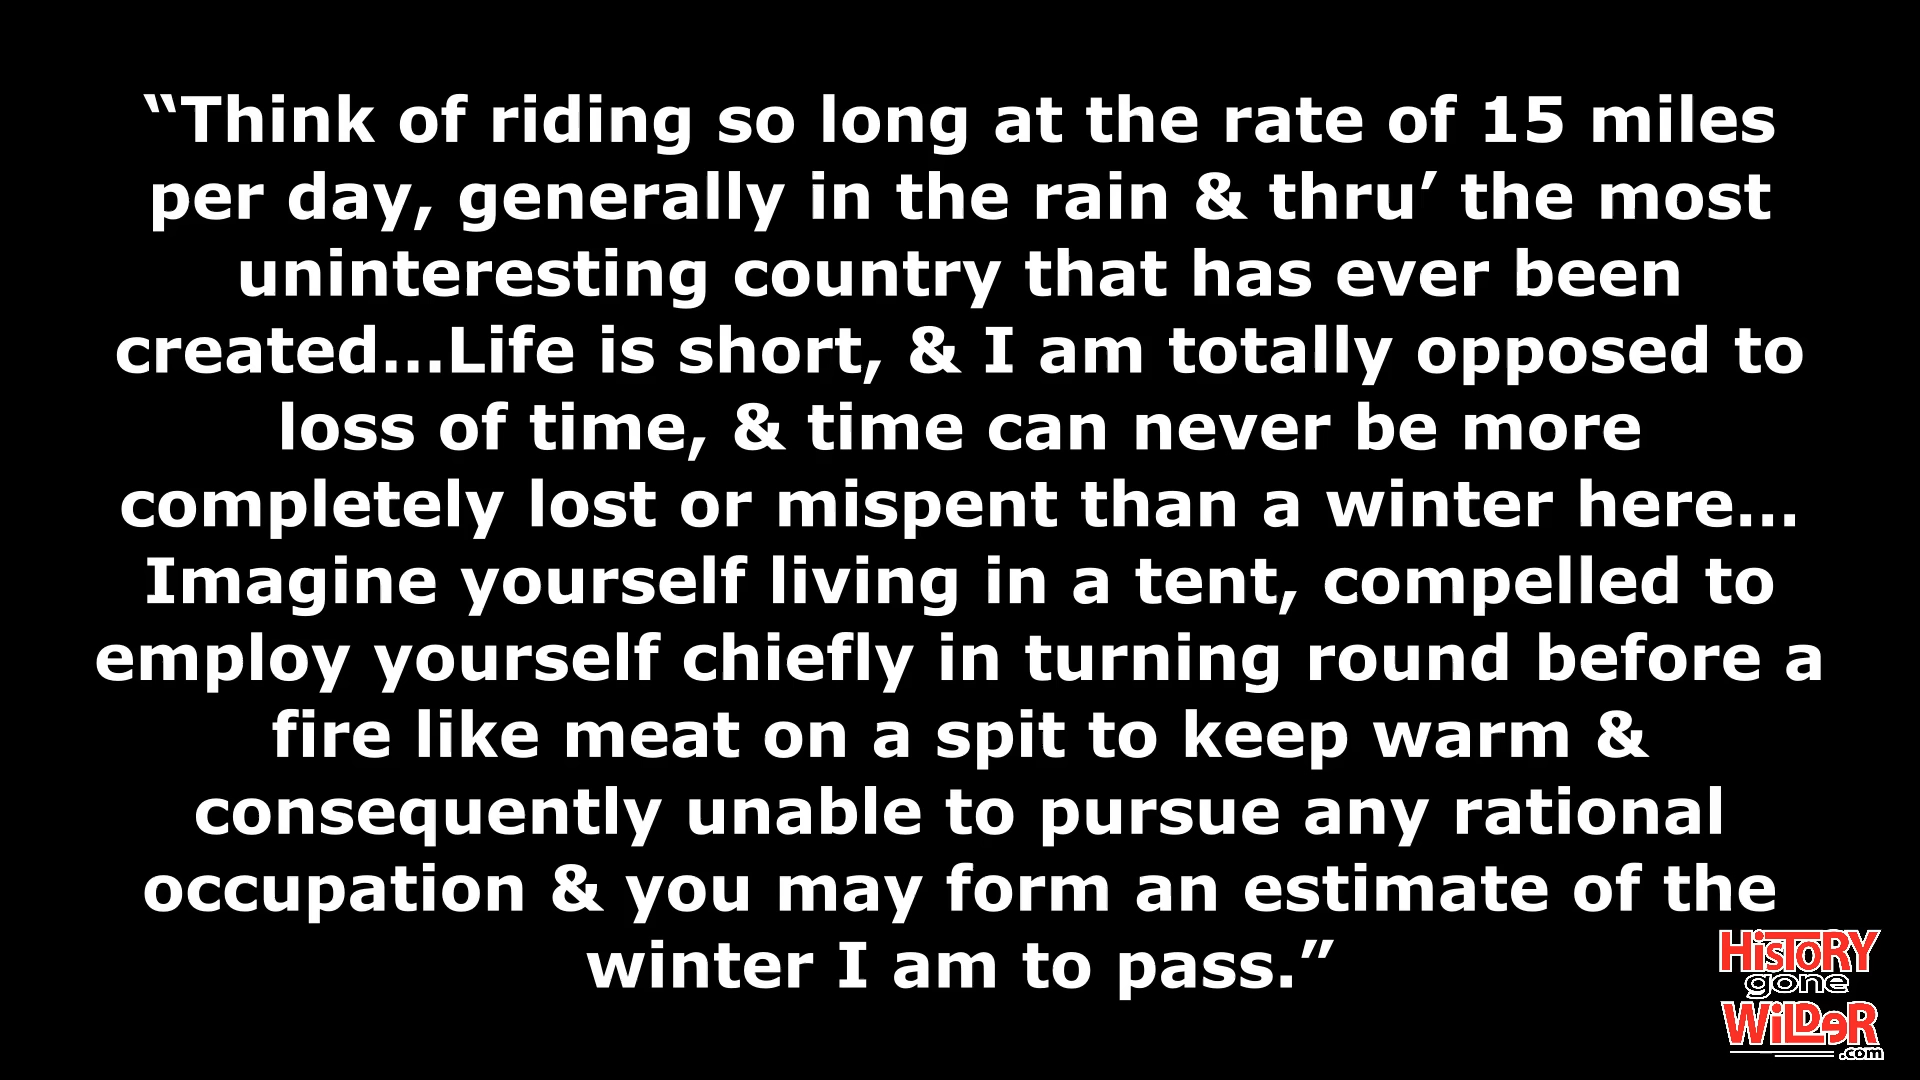 “Think of riding so long at the rate of 15 miles
per day, generally in the rain & thru’ the most
uninteresting country that has ever been
created...Life is short, & I am totally opposed to
loss of time, & time can never be more
completely lost or mispent than a winter here...
Imagine yourself living in a tent, compelled to
employ yourself chiefly in turning round before a
fire like meat on a spit to keep warm &
consequently unable to pursue any rational
occupation & you may form an estimate of the
winter I am to pass.”
HiSTORY
gone
WiLDeR
.com